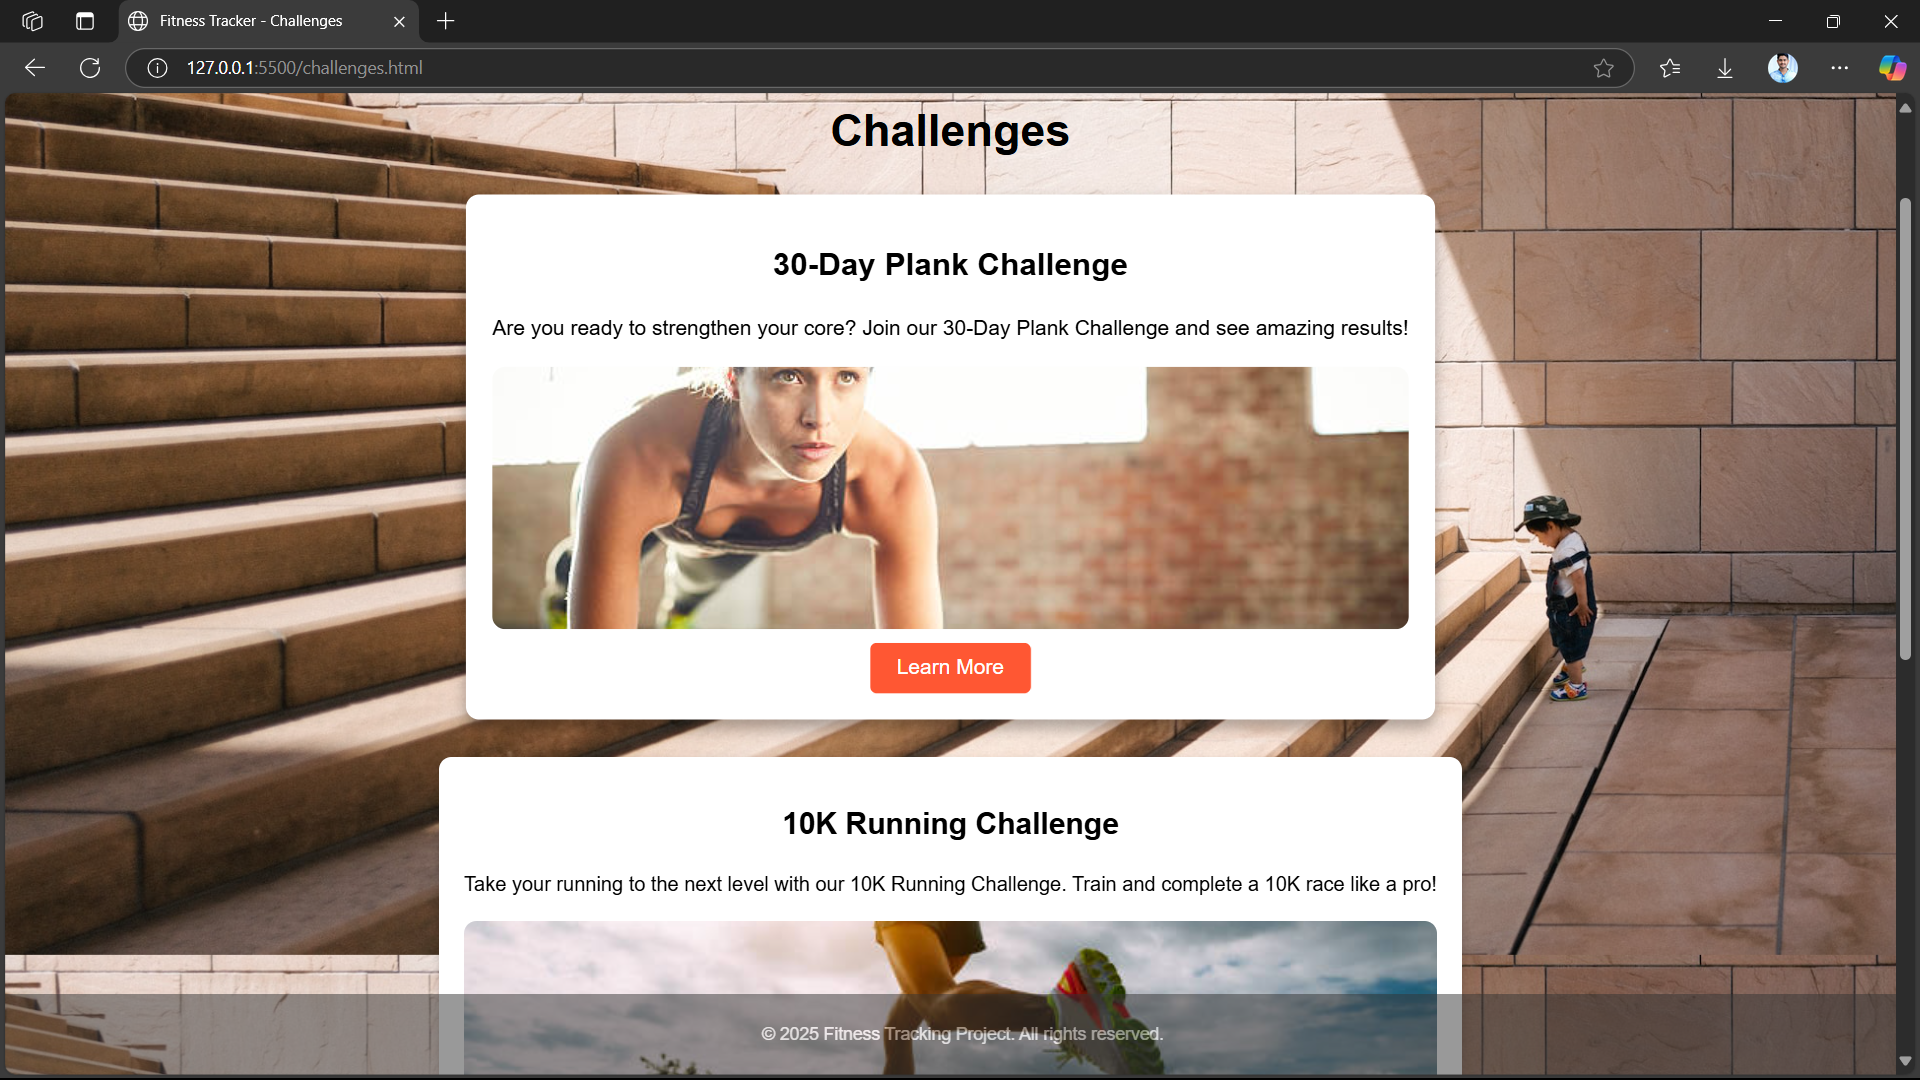 Fitness Tracker - Challenges
127.0.0.1:5500/challenges.html
Challenges
30-Day Plank Challenge
Are you ready to strengthen your core? Join our 30-Day Plank Challenge and see amazing results!
Learn More
10K Running Challenge
Take your running to the next level with our 10K Running Challenge. Train and complete a 10K race like a pro!
© 2025 Fitness Tracking Project. All rights reserved.